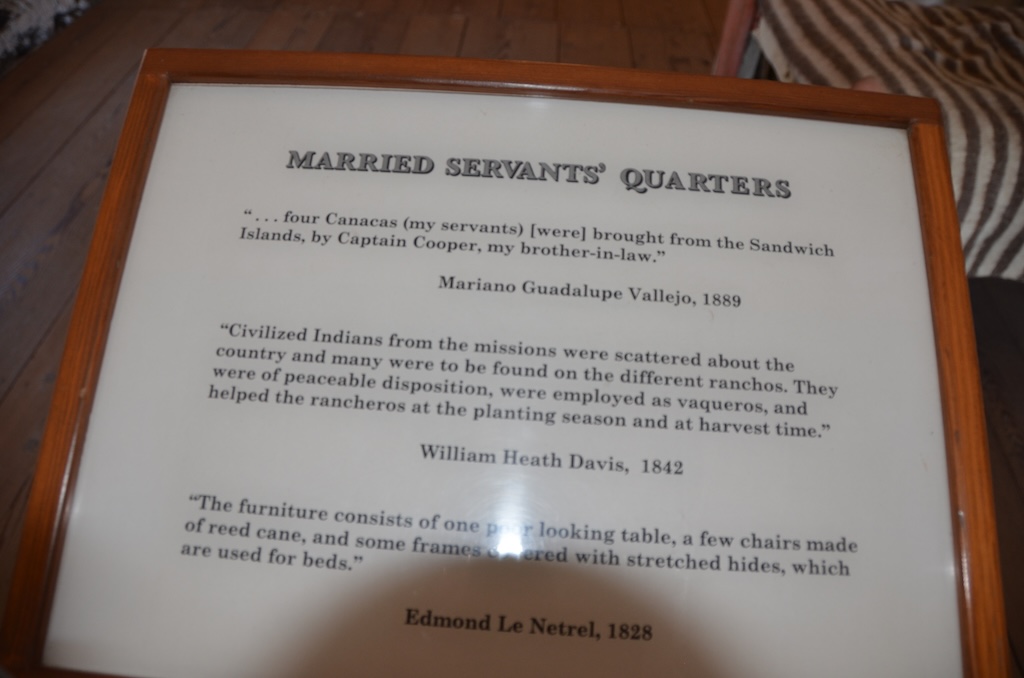 MARRIED SERVANTS' QUARTERS
“... four Canacas (my servants) [were] brought from the Sandwich
Islands, by Captain Cooper, my brother-in-law.”
Mariano Guadalupe Vallejo, 1889
“Civilized Indians from the missions were scattered about the
country and many were to be found on the different ranchos. They
were of peaceable disposition, were employed as vaqueros, and
helped the rancheros at the planting season and at harvest time.”
William Heath Davis, 1842
“The furniture consists of one poor looking table, a few chairs made
of reed cane, and some frames covered with stretched hides, which
are used for beds.”
Edmond Le Netrel, 1828